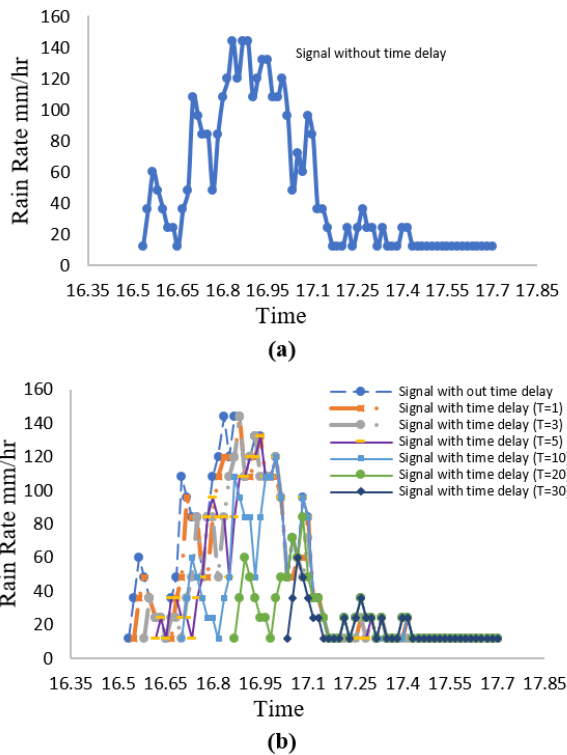 160
140
120
100
80
60
40
20
0
Rain Rate mm/hr
Signal without time delay
16.35 16.5 16.65 16.8 16.95 17.1 17.25 17.4 17.55 17.7 17.85
Time
(a)
160
140
120
100
80
60
40
20
0
Rain Rate mm/hr
Signal with out time delay
Signal with time delay (T=1)
Signal with time delay (T=3)
Signal with time delay (T=5)
Signal with time delay (T=10)
Signal with time delay (T=20)
Signal with time delay (T=30)
16.35 16.5 16.65 16.8 16.95 17.1 17.25 17.4 17.55 17.7 17.85
Time
(b)